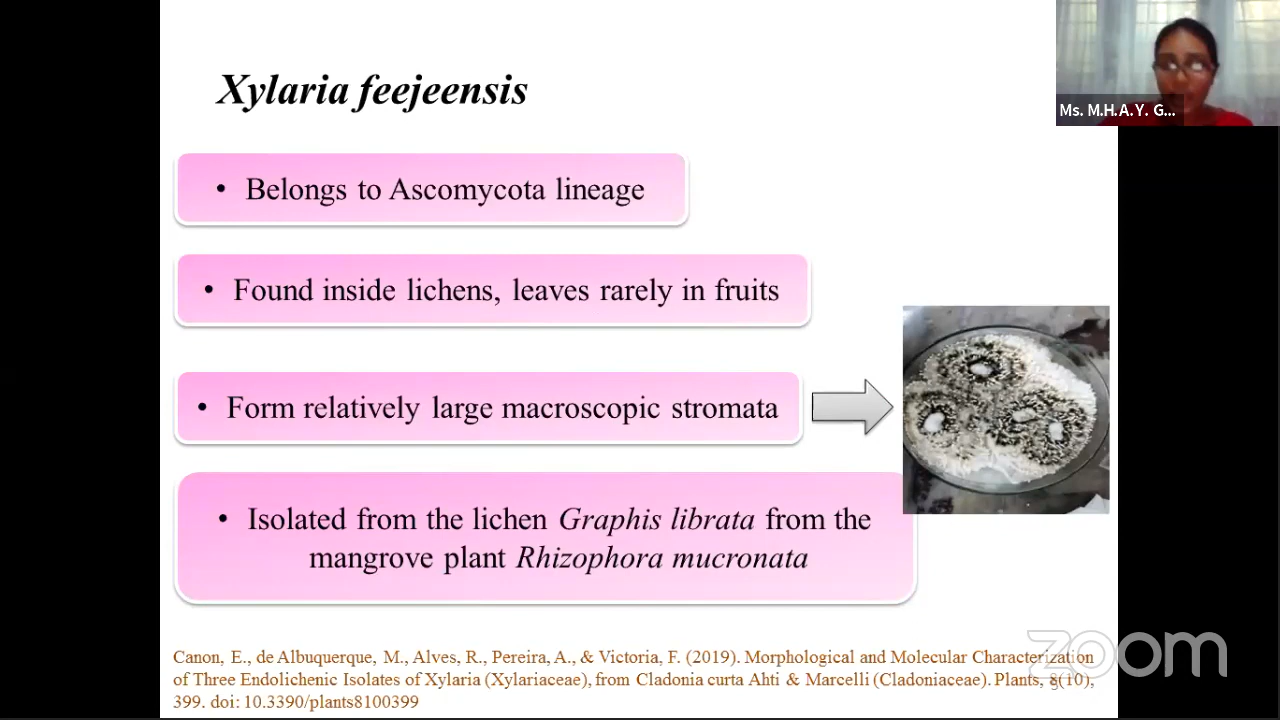 Xylaria feejeensis
Ms. M.H.A.Y. G...
• Belongs to Ascomycota lineage
• Found inside lichens, leaves rarely in fruits
• Form relatively large macroscopic stromata
• Isolated from the lichen Graphis librata from the
mangrove plant Rhizophora mucronata
Canon, E., de Albuquerque, M., Alves, R., Pereira, A., & Victoria, F. (2019). Morphological and Molecular Characterization
of Three Endolichenic Isolates of Xylaria (Xylariaceae), from Cladonia curta Ahti & Marcelli (Cladoniaceae). Plants, 8(10),
399. doi: 10.3390/plants8100399
zoom